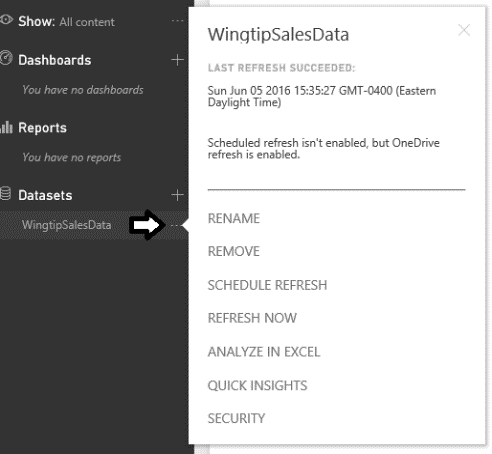 Show: All content ...
Dashboards +
You have no dashboards
Reports
You have no reports
Datasets +
WingtipSalesData ...
WingtipSalesData
LAST REFRESH SUCCEEDED:
Sun Jun 05 2016 15:35:27 GMT-0400 (Eastern
Daylight Time)
Scheduled refresh isn't enabled, but OneDrive
refresh is enabled.
RENAME
REMOVE
SCHEDULE REFRESH
REFRESH NOW
ANALYZE IN EXCEL
QUICK INSIGHTS
SECURITY